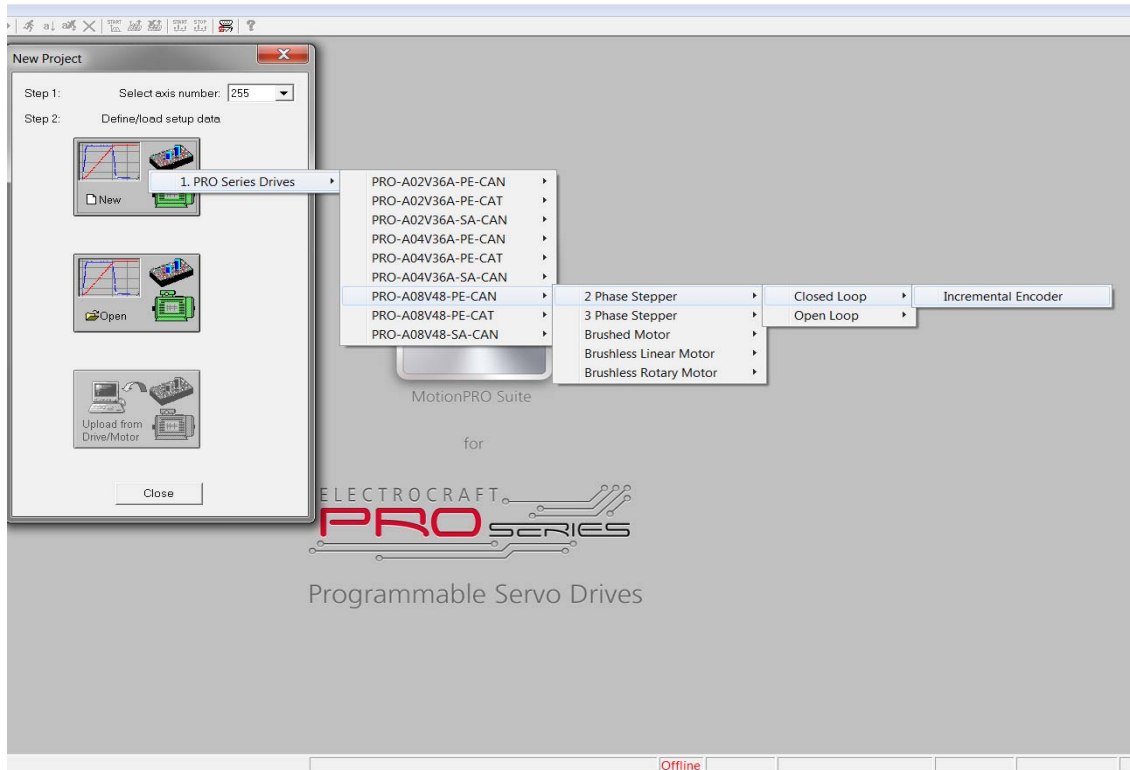 START
START STOP
New Project
Step 1: Select axis number: 255
Step 2: Define/load setup data
New
1. PRO Series Drives
PRO-A02V36A-PE-CAN
PRO-A02V36A-PE-CAT
PRO-A02V36A-SA-CAN
PRO-A04V36A-PE-CAN
PRO-A04V36A-PE-CAT
PRO-A04V36A-SA-CAN
PRO-A08V48-PE-CAN
PRO-A08V48-PE-CAT
PRO-A08V48-SA-CAN
2 Phase Stepper
3 Phase Stepper
Brushed Motor
Brushless Linear Motor
Brushless Rotary Motor
Closed Loop
Open Loop
Incremental Encoder
Open
Upload from
Drive/Motor
Close
MotionPRO Suite
for
ELECTROCRAFT
PRO SERIES
Programmable Servo Drives
Offline